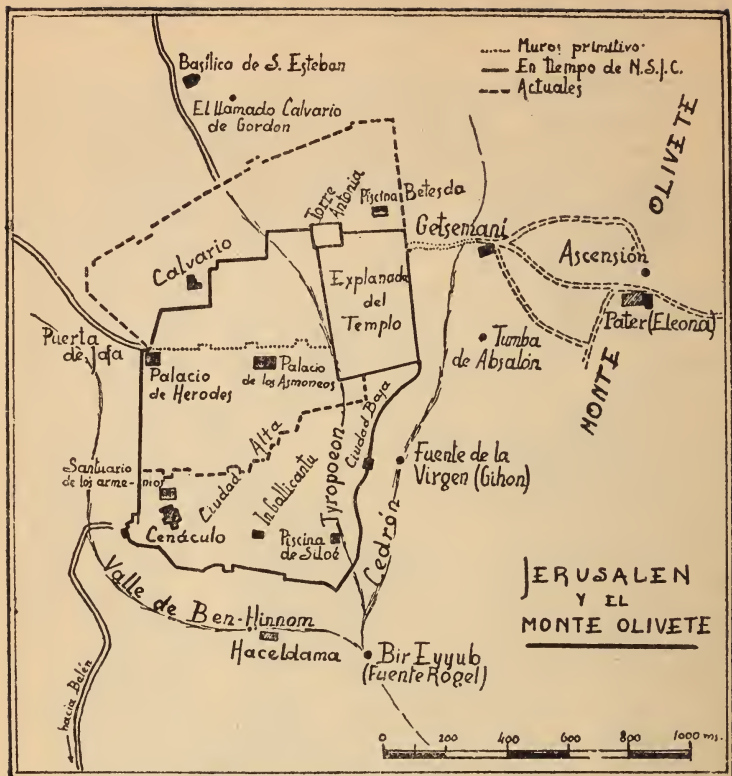 Muros primitivo.
En tiempo de N.S.J.C.
Actuales
Basílica de S. Esteban
El llamado Calvario
de Gordon
OLIVETE
Torre
Antonia
Piscina Betesda
Getsemaní
Calvario
Ascensión
Explanada
del
Templo
Pater (Eleona)
Puerta
de Jafa
Palacio
de Herodes
Palacio
de los Asmoneos
Tumba
de Absalón
MONTE
Ciudad Baja
Ciudad Alta
In Gallicantu
Tyropoeon
Fuente de la
Virgen (Gihon)
Santuario
de los armenios
Cenáculo
Piscina
de Siloé
Cedrón
Valle de Ben-Hinnom
Haceldama
Bir Eyyub
(Fuente Rogel)
JERUSALEN
Y EL
MONTE OLIVETE
hacia Belén
0 200 400 600 800 1000 ms.